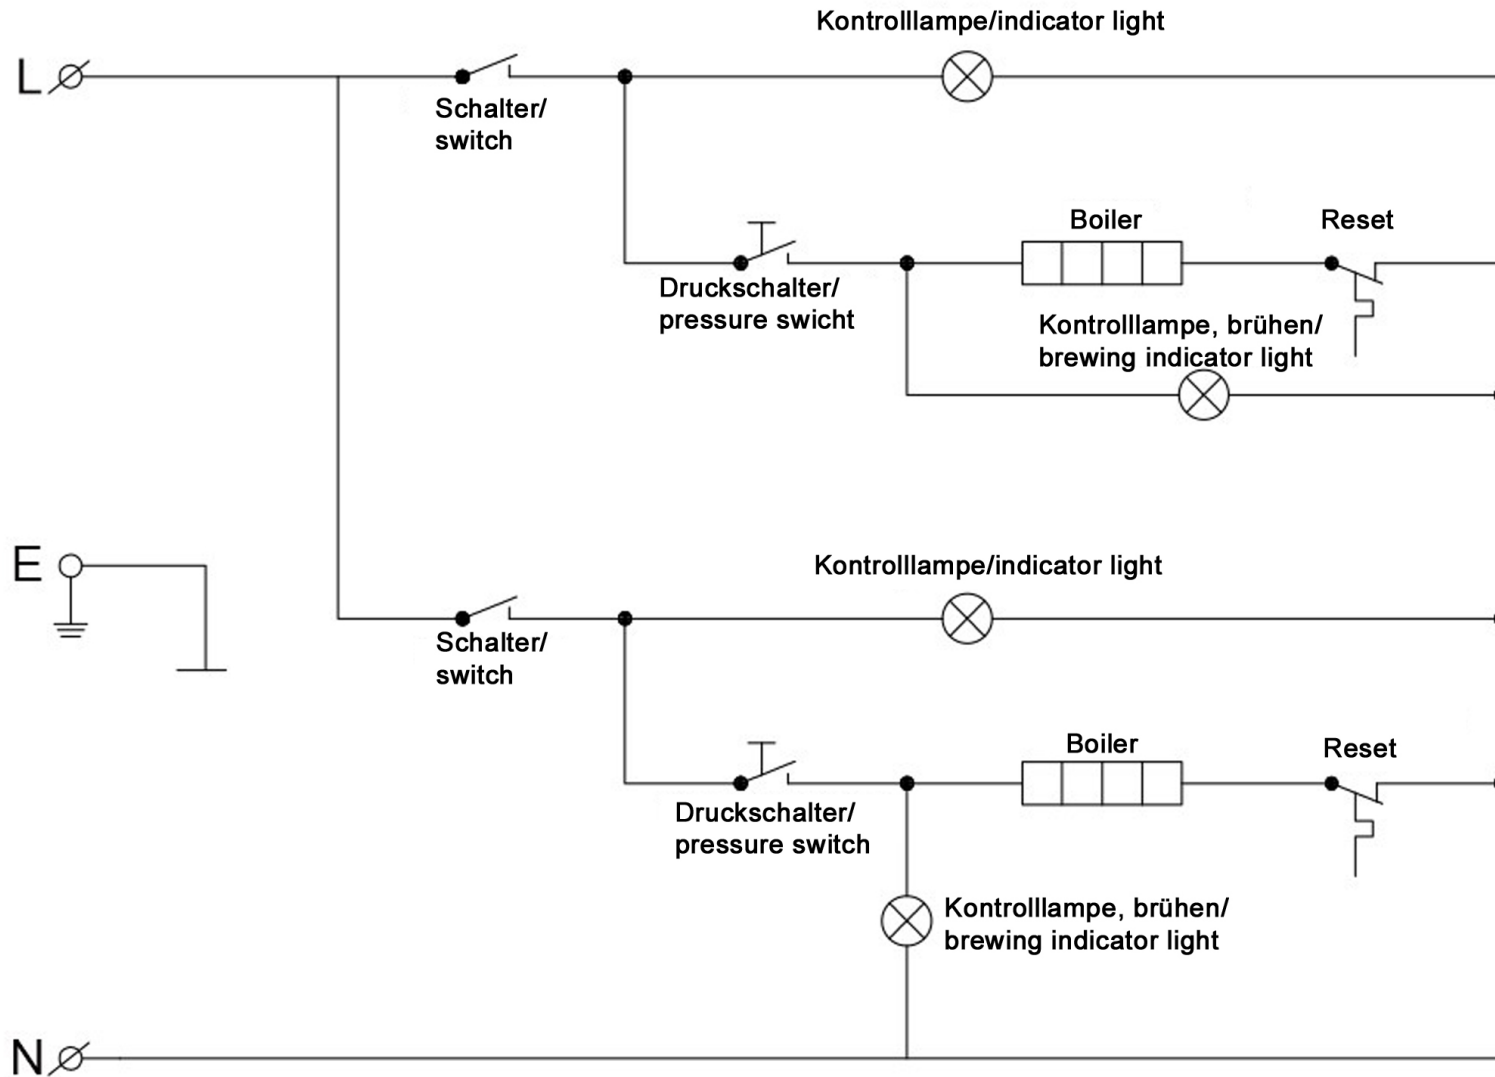 Kontrolllampe/indicator light
L
Schalter/
switch
Boiler
Reset
Druckschalter/
pressure swicht
Kontrolllampe, brühen/
brewing indicator light
E
Kontrolllampe/indicator light
Schalter/
switch
Boiler
Reset
Druckschalter/
pressure switch
Kontrolllampe, brühen/
brewing indicator light
N